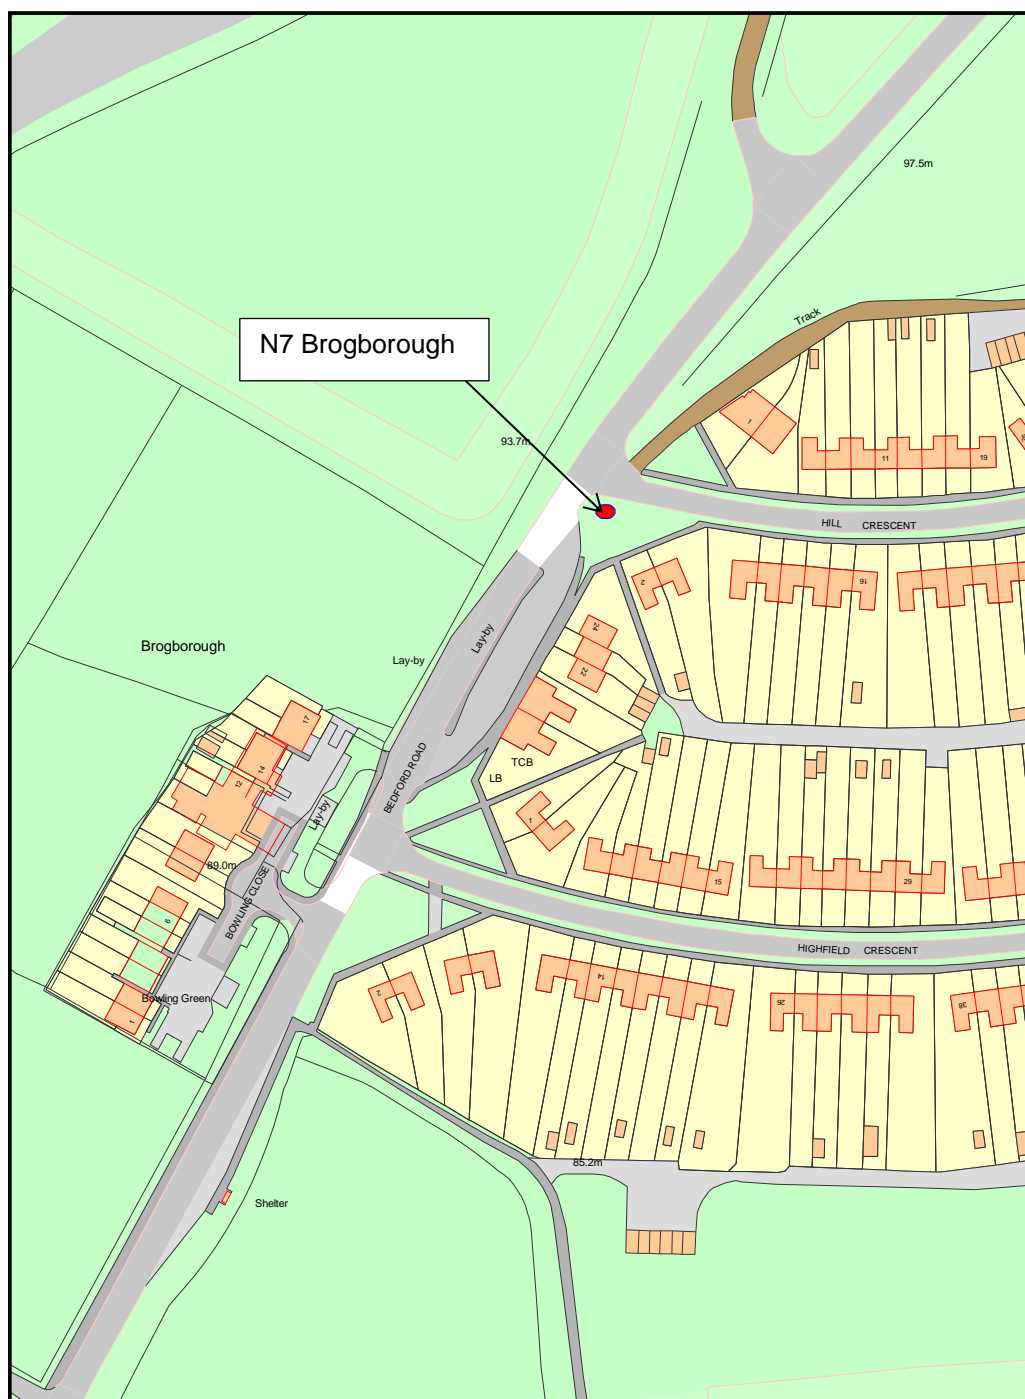 97.5m
Track
N7 Brogborough
93.7m
1
11
19
HILL CRESCENT
2
16
24
22
Lay-by
Brogborough
Lay-by
17
14
12
TCB
LB
BEDFORD ROAD
Lay-by
1
15
29
89.0m
BOWLING CLOSE
6
HIGHFIELD CRESCENT
Bowling Green
1
2
14
26
38
85.2m
Shelter